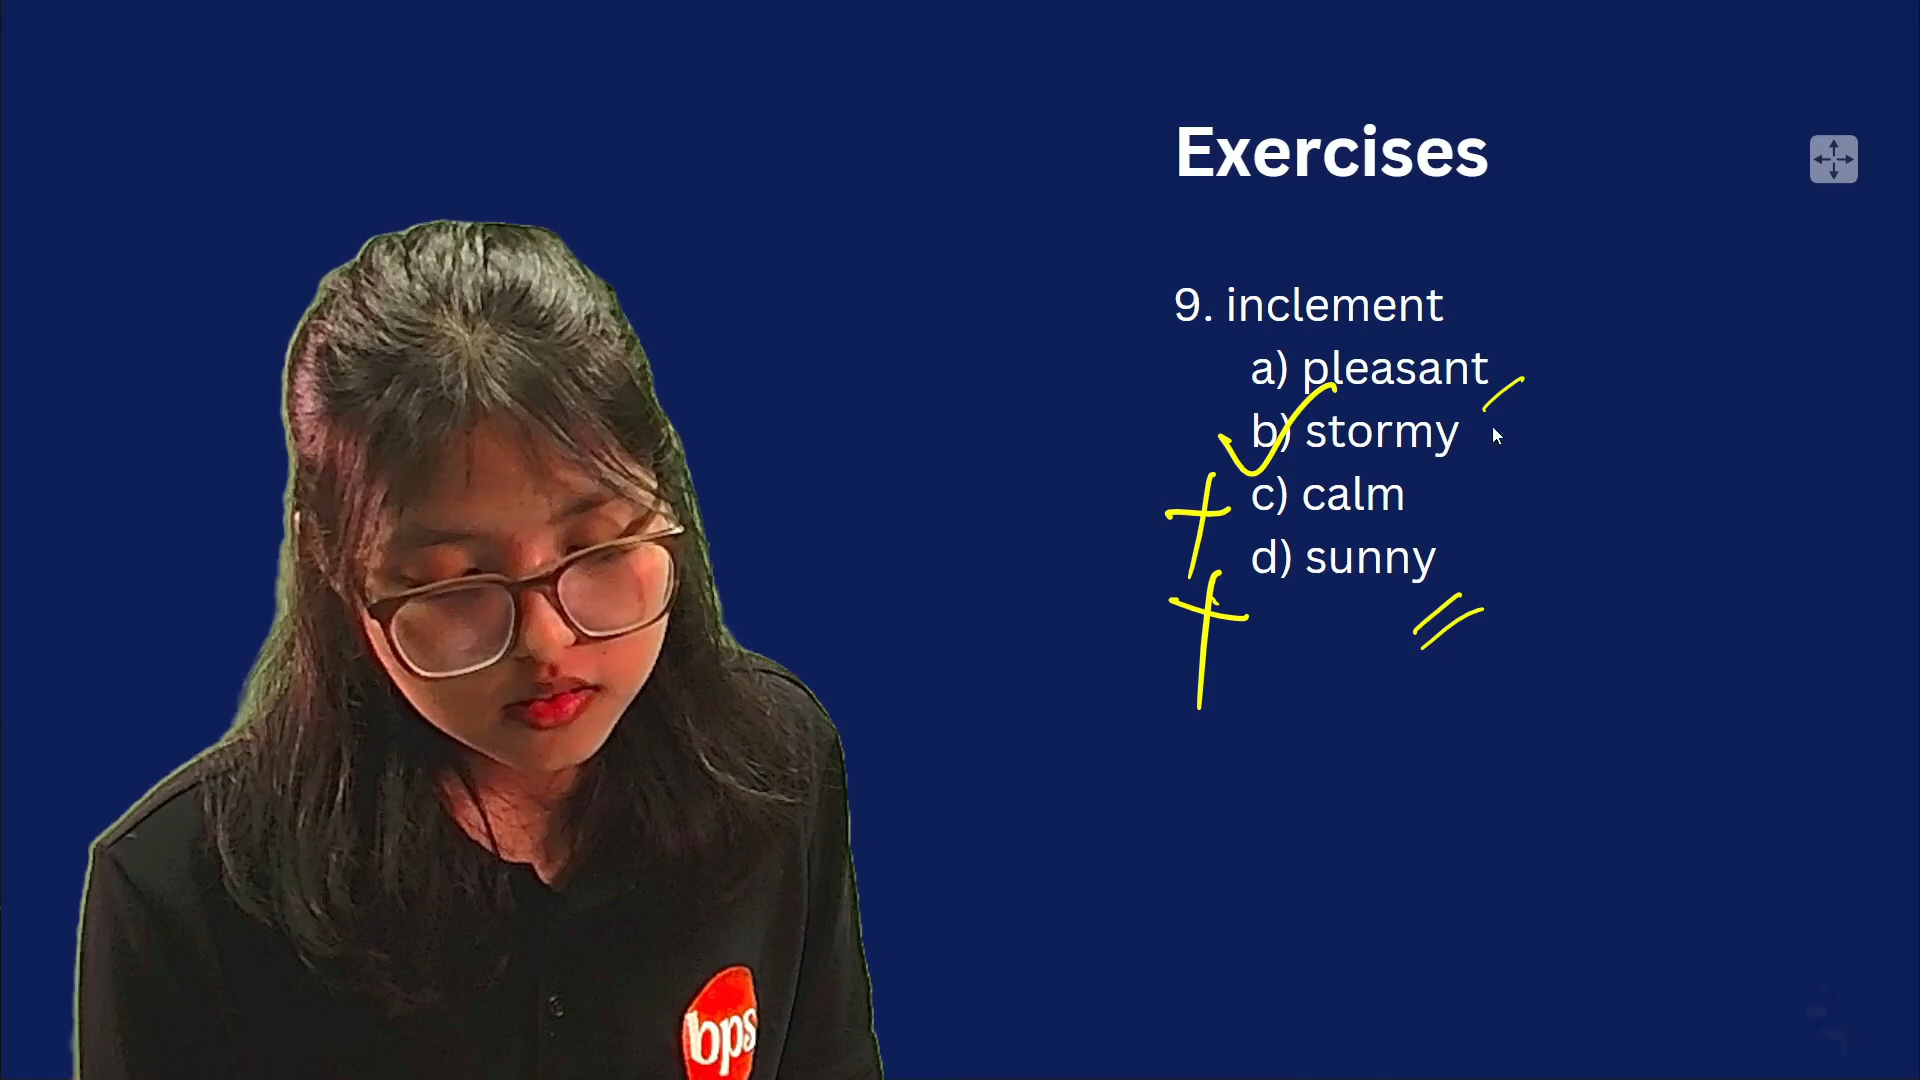 Exercises
9. inclement
a) pleasant
b) stormy
c) calm
d) sunny
bps